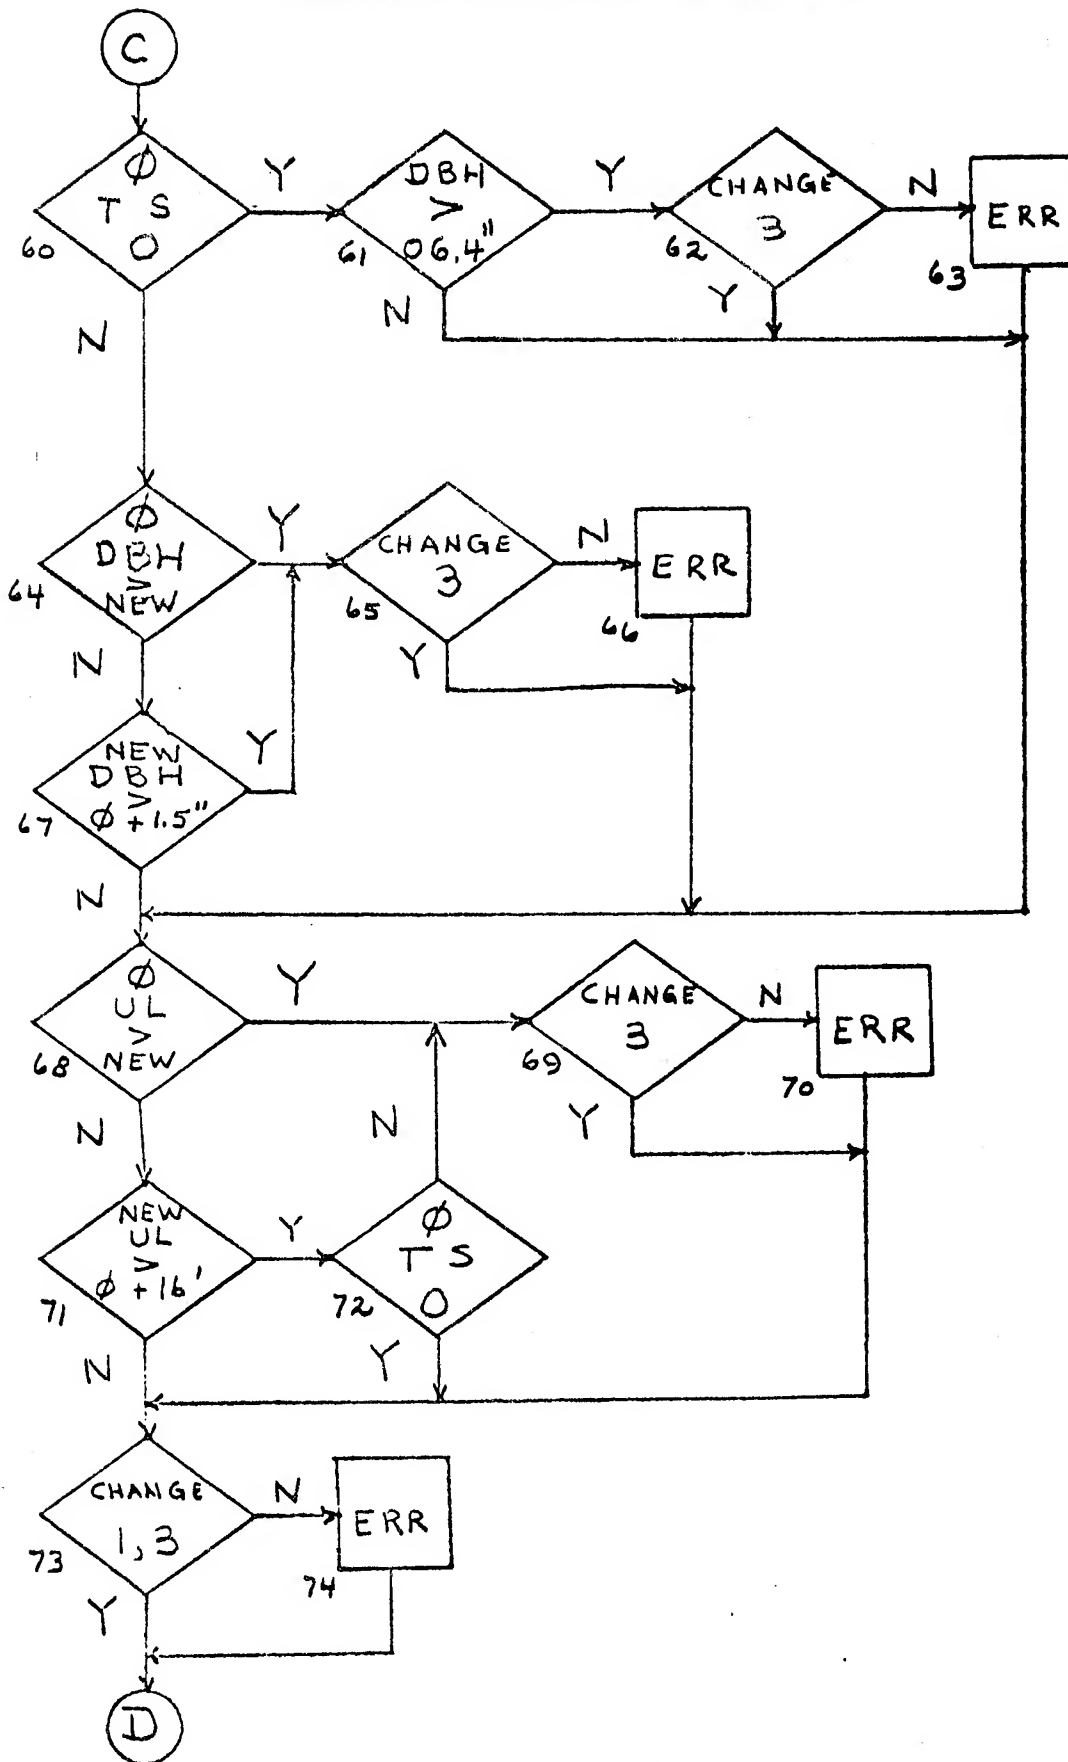 C
Ø
T S
O
60
Y
DBH
>
06.4"
61
Y
CHANGE
3
62
N
ERR
63
N
N
Y
Ø
DBH
>
NEW
64
Y
CHANGE
3
65
N
ERR
66
N
Y
NEW
DBH
>
Ø + 1.5"
67
Y
N
Ø
UL
>
NEW
68
Y
CHANGE
3
69
N
ERR
70
N
N
Y
NEW
UL
>
Ø + 16'
71
Y
Ø
T S
O
72
N
Y
CHANGE
1,3
73
N
ERR
74
Y
D